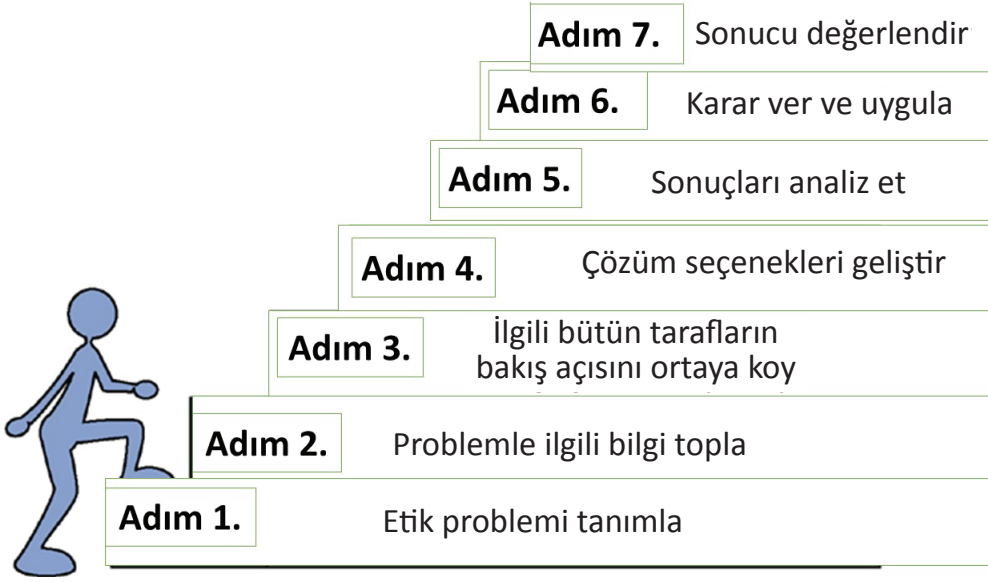 Adım 7. Sonucu değerlendir
Adım 6. Karar ver ve uygula
Adım 5. Sonuçları analiz et
Adım 4. Çözüm seçenekleri geliştir
Adım 3. İlgili bütün tarafların
bakış açısını ortaya koy
Adım 2. Problemle ilgili bilgi topla
Adım 1. Etik problemi tanımla